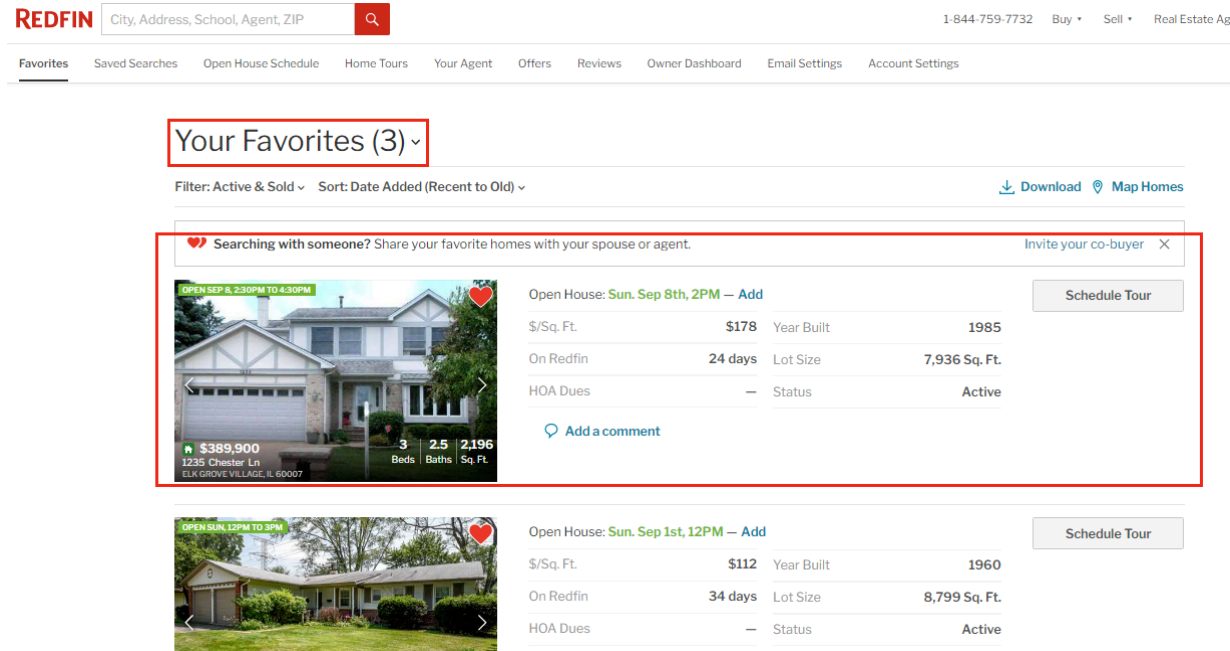 REDFIN City, Address, School, Agent, ZIP 1-844-759-7732 Buy Sell Real Estate Ag
Favorites Saved Searches Open House Schedule Home Tours Your Agent Offers Reviews Owner Dashboard Email Settings Account Settings
Your Favorites (3)
Filter: Active & Sold Sort: Date Added (Recent to Old) Download Map Homes
Searching with someone? Share your favorite homes with your spouse or agent. Invite your co-buyer
OPEN SEP 8, 2:30PM TO 4:30PM
$389,900
1235 Chester Ln
ELK GROVE VILLAGE, IL 60007
3 2.5 2,196
Beds Baths Sq. Ft.
Open House: Sun. Sep 8th, 2PM — Add
$/Sq. Ft. $178 Year Built 1985
On Redfin 24 days Lot Size 7,936 Sq. Ft.
HOA Dues — Status Active
Add a comment
Schedule Tour
OPEN SUN, 12PM TO 3PM
Open House: Sun. Sep 1st, 12PM — Add
$/Sq. Ft. $112 Year Built 1960
On Redfin 34 days Lot Size 8,799 Sq. Ft.
HOA Dues — Status Active
Schedule Tour